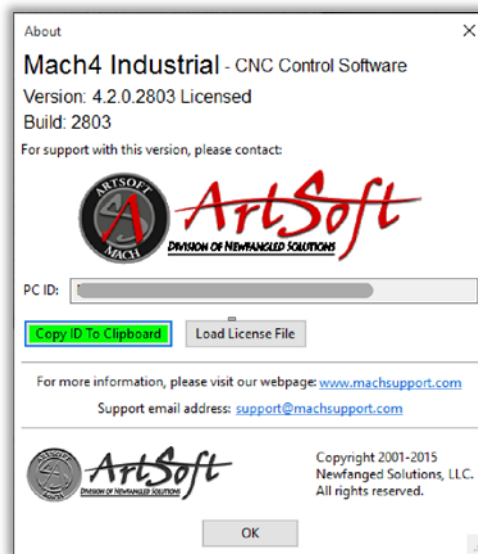 About
Mach4 Industrial - CNC Control Software
Version: 4.2.0.2803 Licensed
Build: 2803
For support with this version, please contact:
ARTSOFT
MACH
ArtSoft
DIVISION OF NEWFANGLED SOLUTIONS
PC ID:
Copy ID To Clipboard
Load License File
For more information, please visit our webpage: www.machsupport.com
Support email address: support@machsupport.com
ArtSoft
DIVISION OF NEWFANGLED SOLUTIONS
Copyright 2001-2015
Newfanged Solutions, LLC.
All rights reserved.
OK